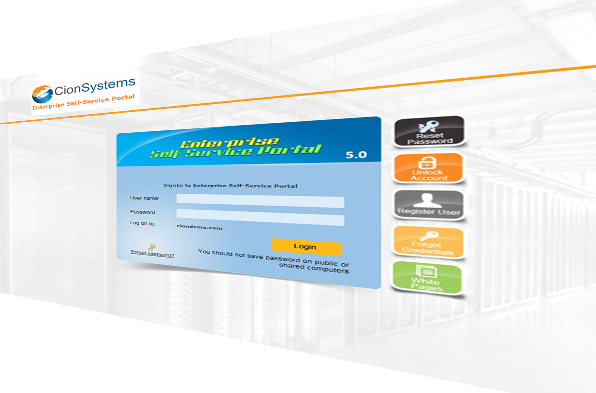 CionSystems
Enterprise Self-Service Portal
Enterprise
Self Service Portal 5.0
SignIn to Enterprise Self-Service Portal
User name:
Password
Log on to: ciondemo.com
Login
Forgot password?
You should not save password on public or
shared computers
Reset
Password
Unlock
Account
Register User
Forgot
Credentials
White
Pages